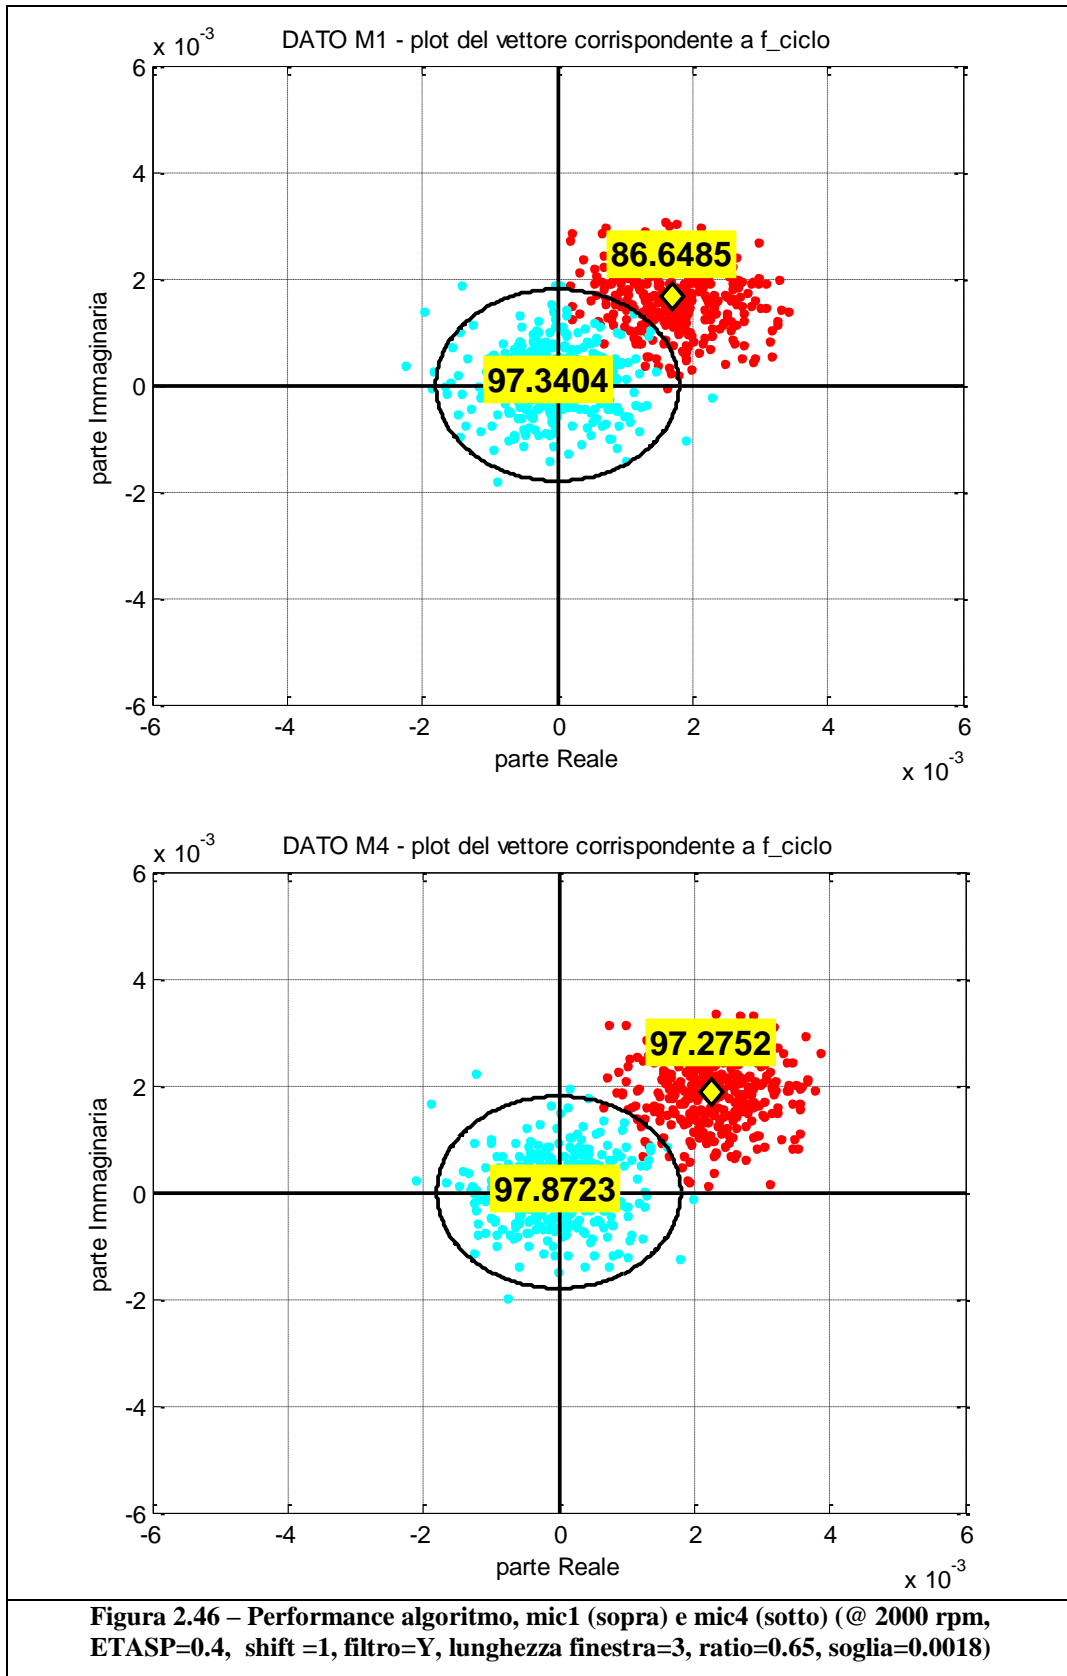 x 10-3
DATO M1 - plot del vettore corrispondente a f_ciclo
6
4
2
0
-2
-4
-6
parte Immaginaria
86.6485
97.3404
-6 -4 -2 0 2 4 6
parte Reale
x 10-3
x 10-3
DATO M4 - plot del vettore corrispondente a f_ciclo
6
4
2
0
-2
-4
-6
parte Immaginaria
97.2752
97.8723
-6 -4 -2 0 2 4 6
parte Reale
x 10-3
Figura 2.46 – Performance algoritmo, mic1 (sopra) e mic4 (sotto) (@ 2000 rpm,
ETASP=0.4, shift =1, filtro=Y, lunghezza finestra=3, ratio=0.65, soglia=0.0018)